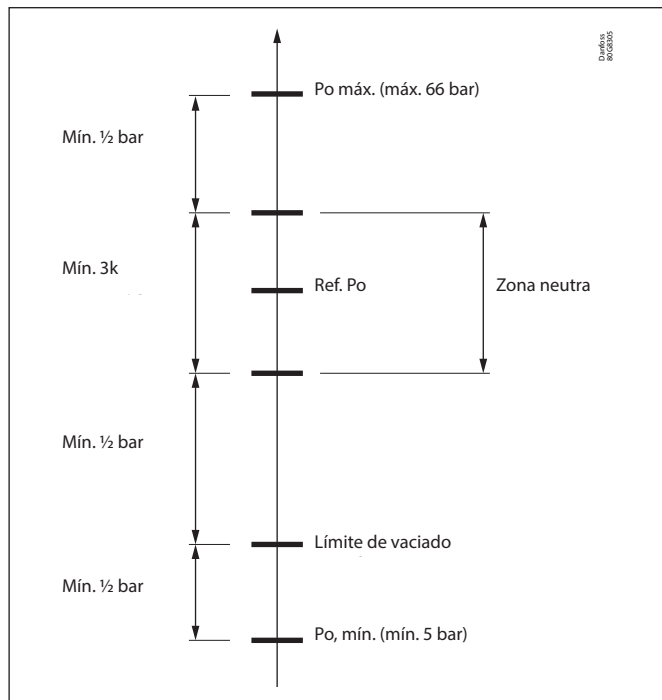 Danfoss
80G8305
Po máx. (máx. 66 bar)
Mín. ½ bar
Mín. 3k
Ref. Po
Zona neutra
Mín. ½ bar
Límite de vaciado
Mín. ½ bar
Po, mín. (mín. 5 bar)